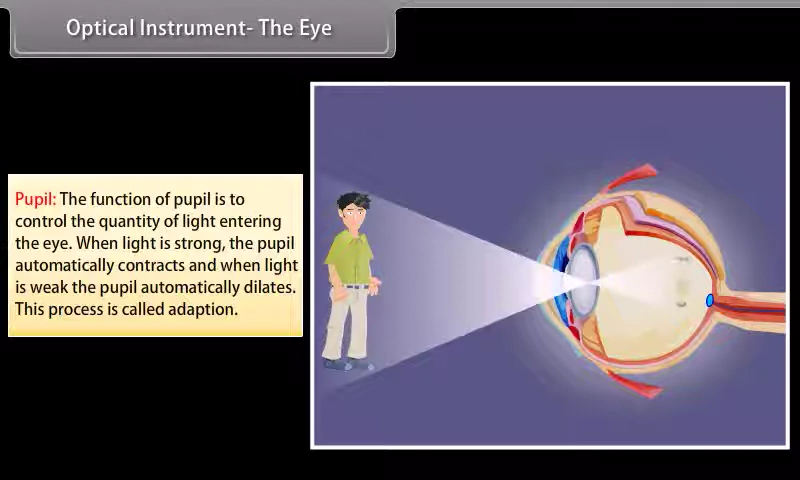 Optical Instrument- The Eye
Pupil: The function of pupil is to
control the quantity of light entering
the eye. When light is strong, the pupil
automatically contracts and when light
is weak the pupil automatically dilates.
This process is called adaption.